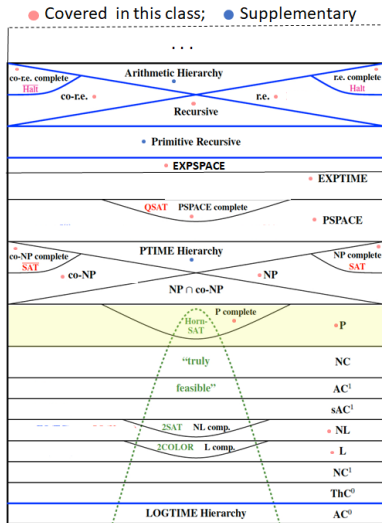 Covered in this class; Supplementary
. . .
co-r.e. complete Arithmetic Hierarchy r.e. complete
Halt co-r.e. r.e. Halt
Recursive
Primitive Recursive
EXPSPACE
EXPTIME
QSAT PSPACE complete
PSPACE
co-NP complete PTIME Hierarchy NP complete
SAT co-NP NP SAT
NP ∩ co-NP
P complete
Horn-
SAT P
"truly NC
feasible" AC¹
sAC¹
2SAT NL comp. NL
2COLOR L comp. L
NC¹
ThC⁰
LOGTIME Hierarchy AC⁰